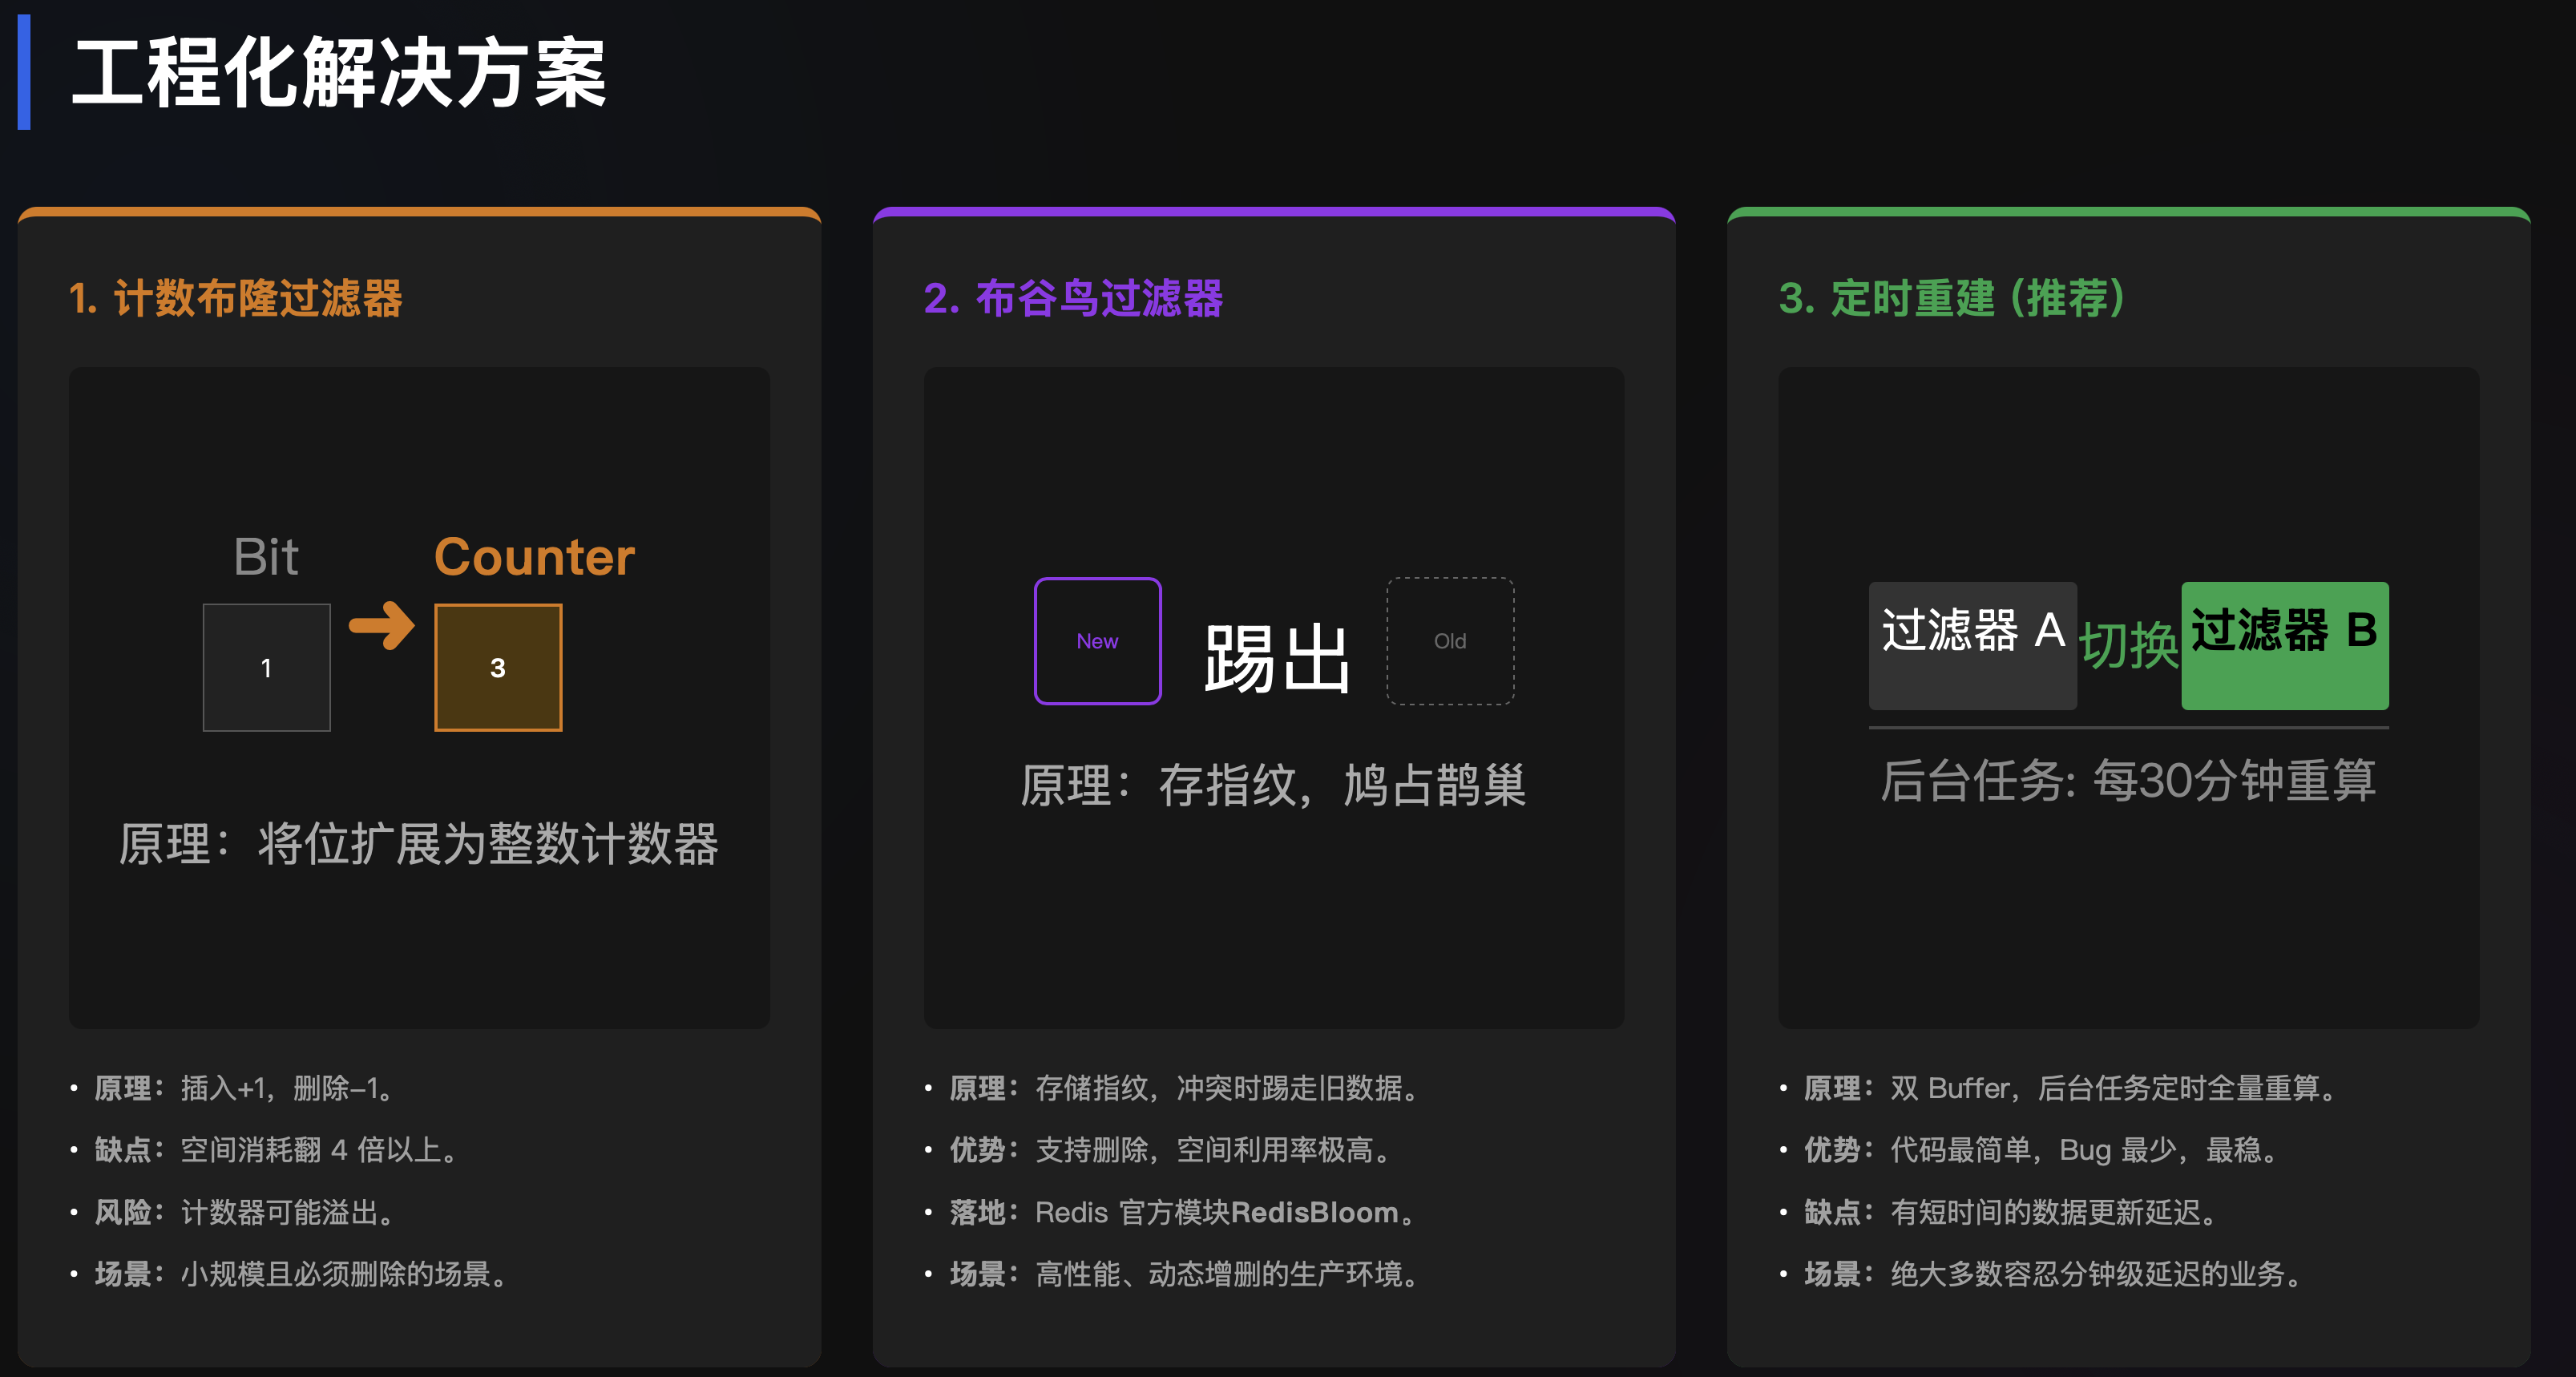 工程化解决方案
1. 计数布隆过滤器
Bit
Counter
1
3
原理：将位扩展为整数计数器
• 原理：插入+1，删除-1。
• 缺点：空间消耗翻 4 倍以上。
• 风险：计数器可能溢出。
• 场景：小规模且必须删除的场景。
2. 布谷鸟过滤器
New
踢出
Old
原理：存指纹，鸠占鹊巢
• 原理：存储指纹，冲突时踢走旧数据。
• 优势：支持删除，空间利用率极高。
• 落地：Redis 官方模块RedisBloom。
• 场景：高性能、动态增删的生产环境。
3. 定时重建 (推荐)
过滤器 A
切换
过滤器 B
后台任务: 每30分钟重算
• 原理：双 Buffer，后台任务定时全量重算。
• 优势：代码最简单，Bug 最少，最稳。
• 缺点：有短时间的数据更新延迟。
• 场景：绝大多数容忍分钟级延迟的业务。